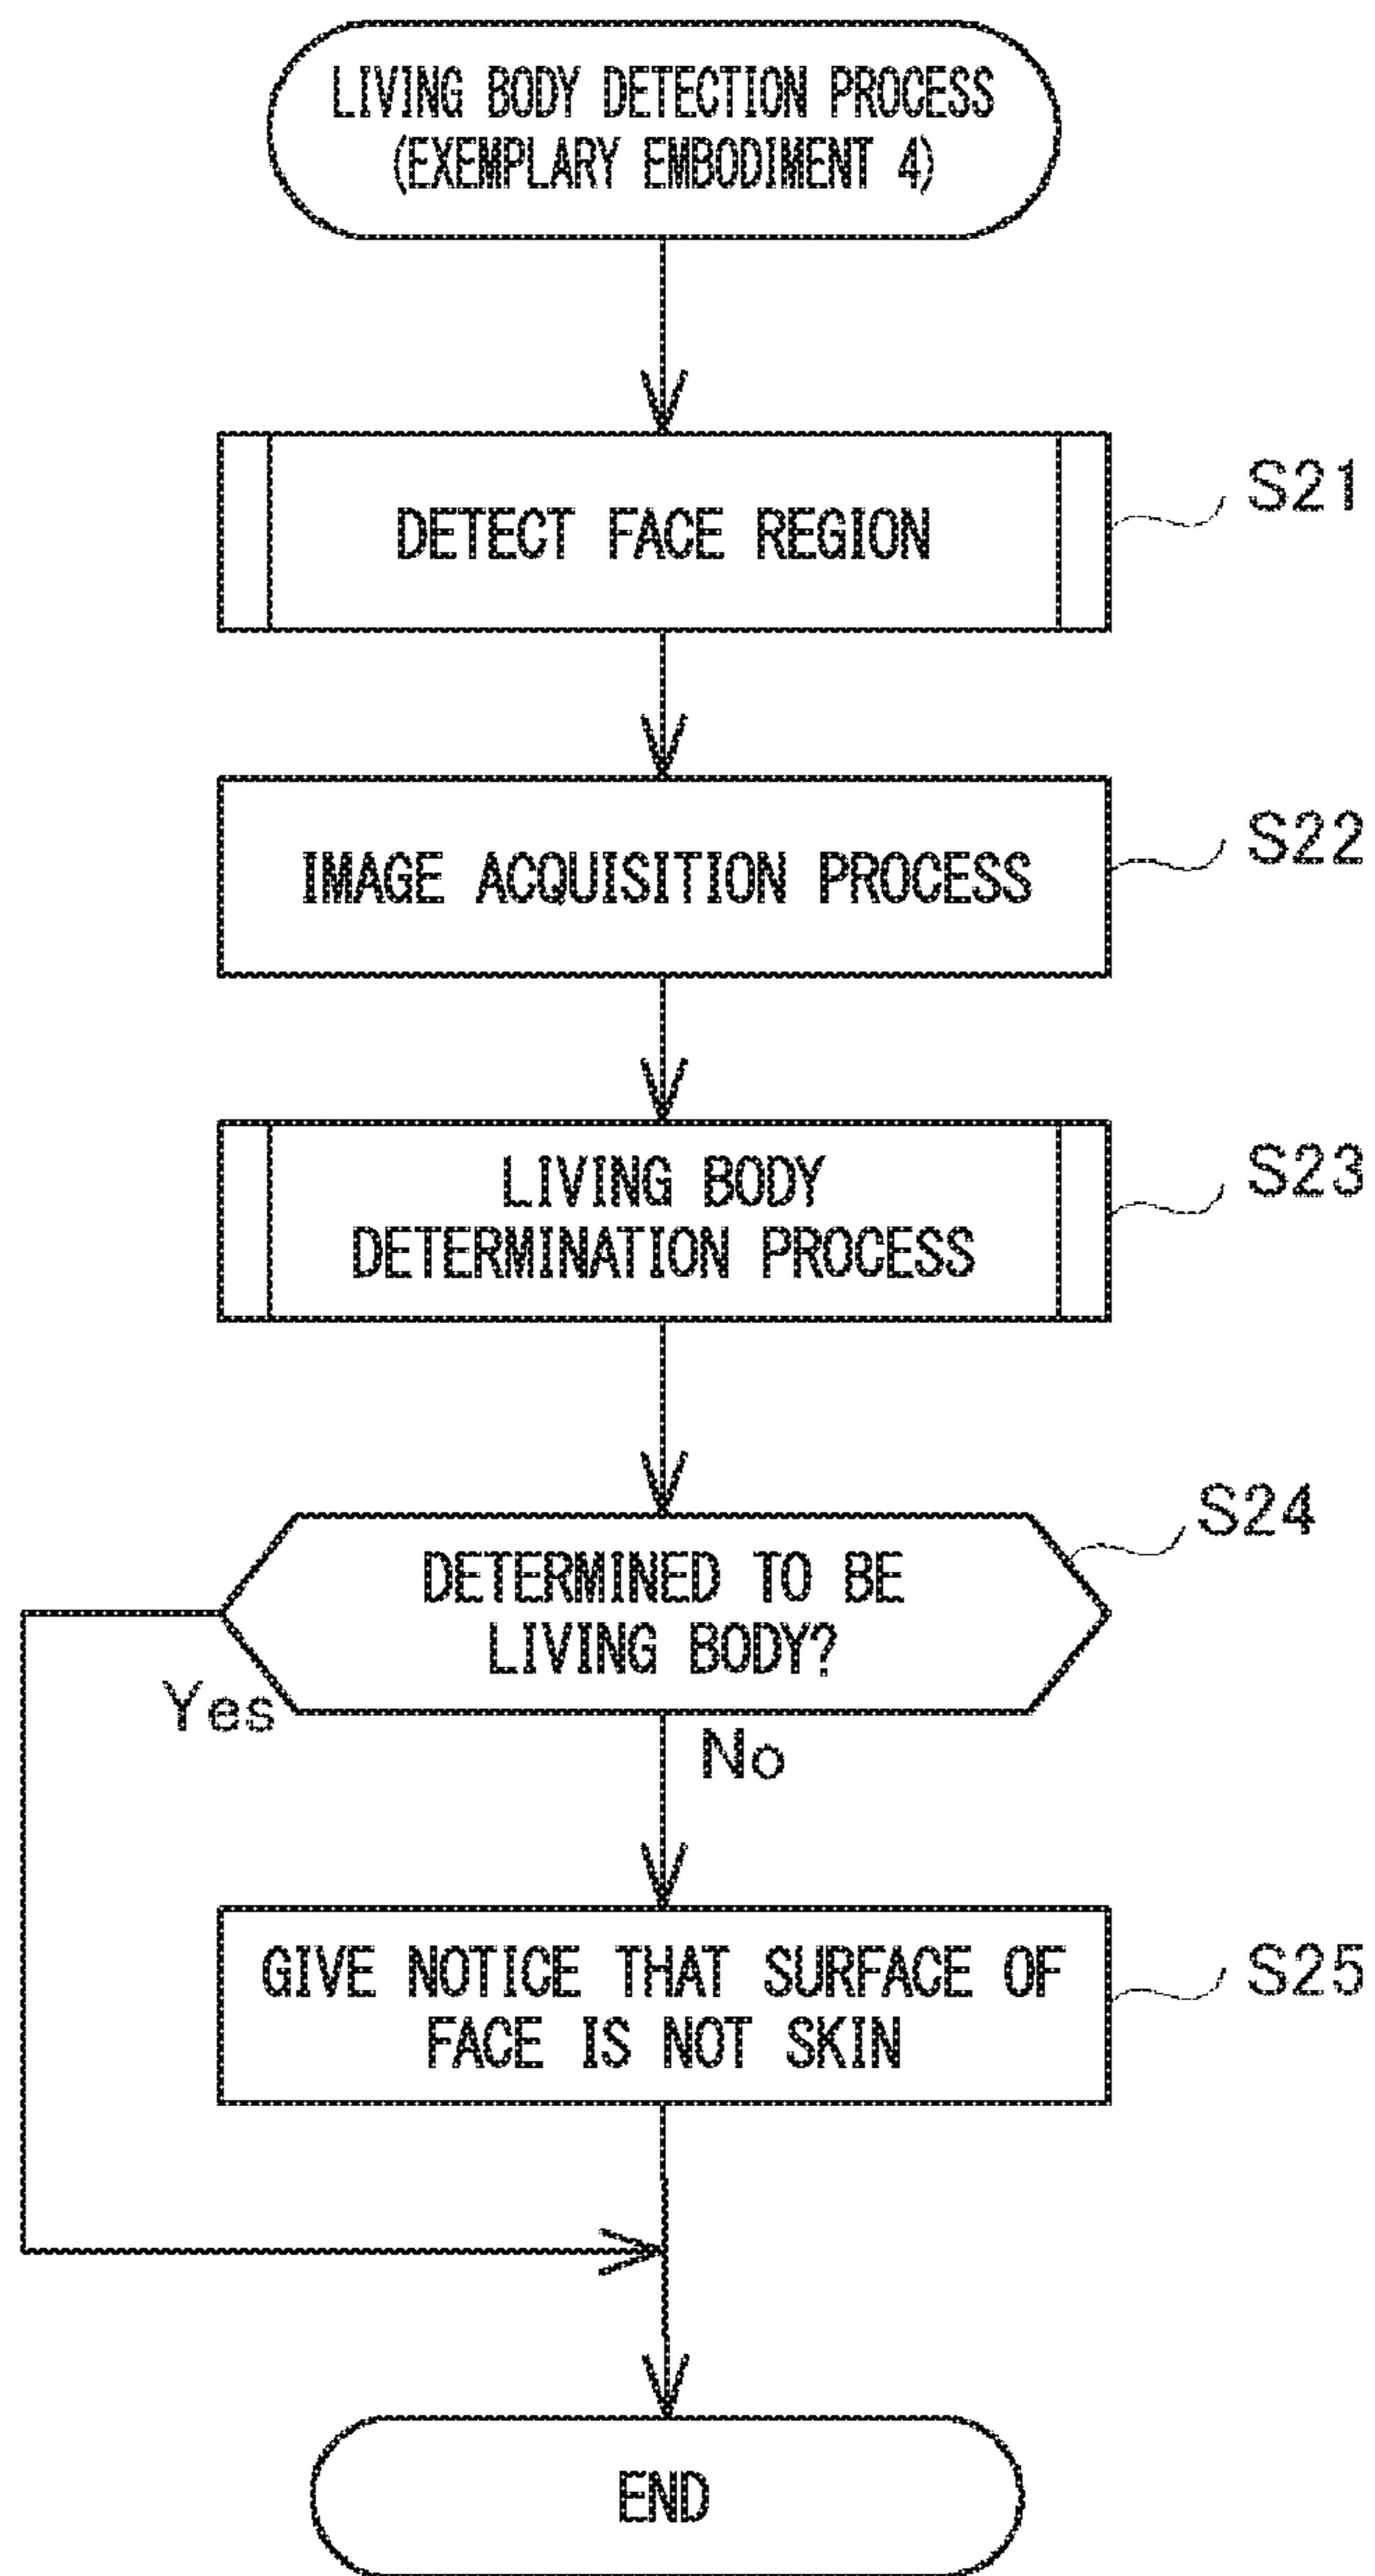 LIVING BODY DETECTION PROCESS
(EXEMPLARY EMBODIMENT 4)
DETECT FACE REGION
S21
IMAGE ACQUISITION PROCESS
S22
LIVING BODY
DETERMINATION PROCESS
S23
DETERMINED TO BE
LIVING BODY?
S24
Yes
No
GIVE NOTICE THAT SURFACE OF
FACE IS NOT SKIN
S25
END